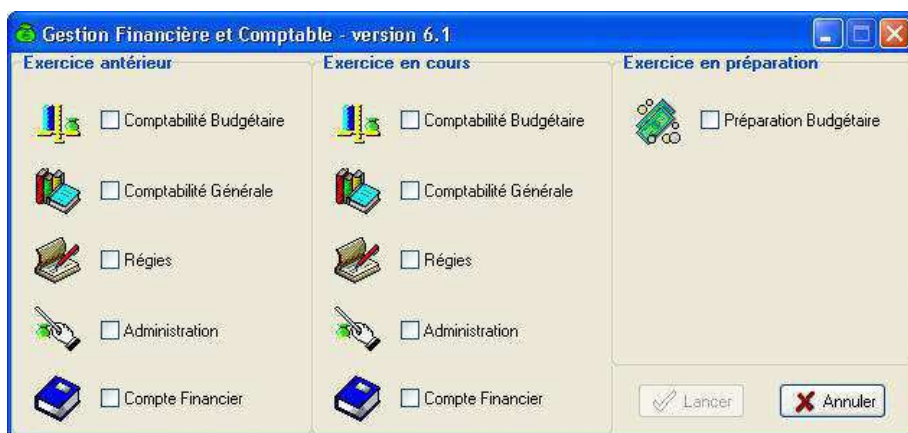 Gestion Financière et Comptable - version 6.1
Exercice antérieur
Comptabilité Budgétaire
Comptabilité Générale
Régies
Administration
Compte Financier
Exercice en cours
Comptabilité Budgétaire
Comptabilité Générale
Régies
Administration
Compte Financier
Exercice en préparation
Préparation Budgétaire
Lancer
Annuler